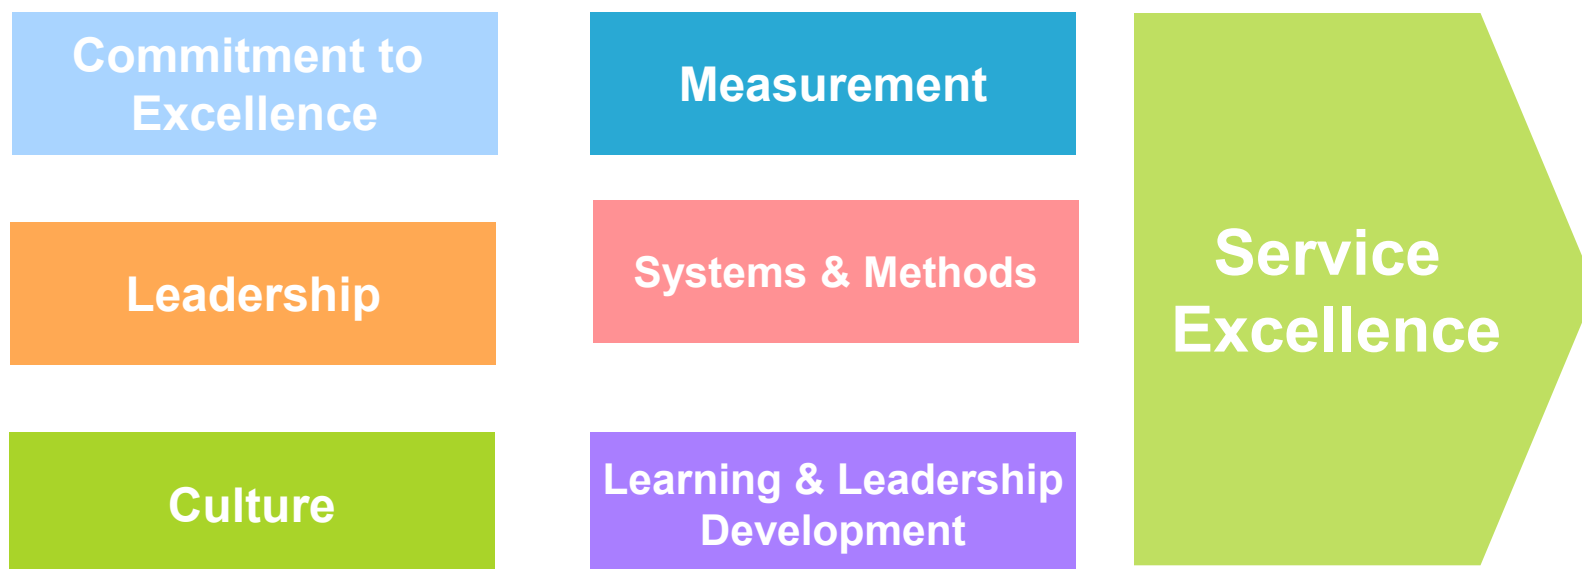 Commitment to
Excellence
Measurement
Leadership
Systems & Methods
Culture
Learning & Leadership
Development
Service
Excellence